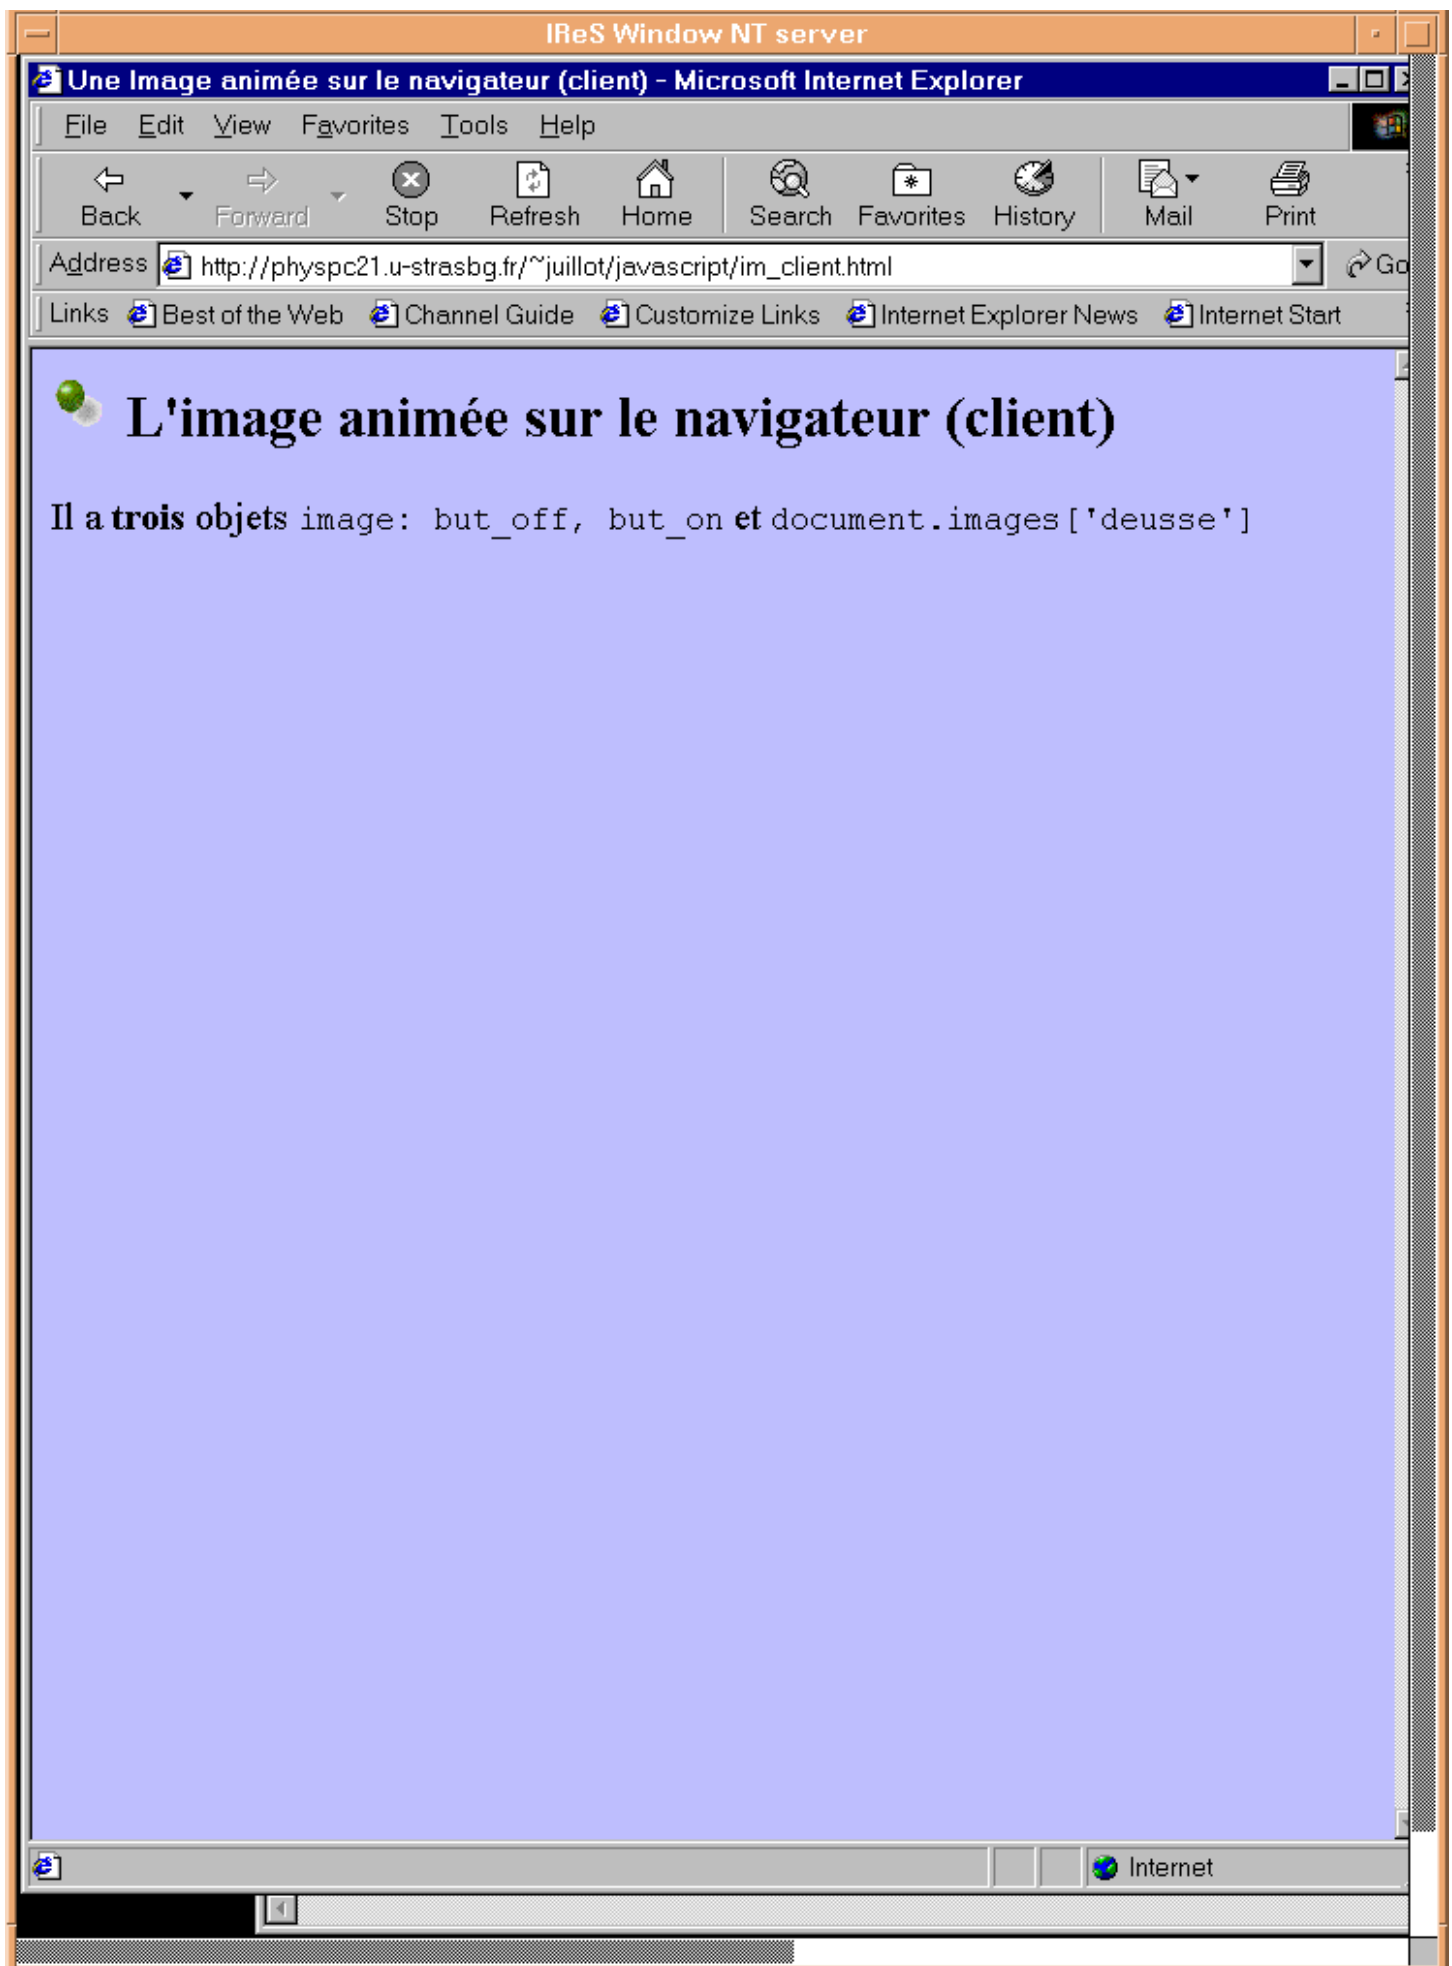 IReS Window NT server
Une Image animée sur le navigateur (client) - Microsoft Internet Explorer
File Edit View Favorites Tools Help
Back Forward Stop Refresh Home Search Favorites History Mail Print
Address http://physpc21.u-strasbg.fr/~juillot/javascript/im_client.html Go
Links Best of the Web Channel Guide Customize Links Internet Explorer News Internet Start
L'image animée sur le navigateur (client)
Il a trois objets image: but_off, but_on et document.images['deusse']
Internet